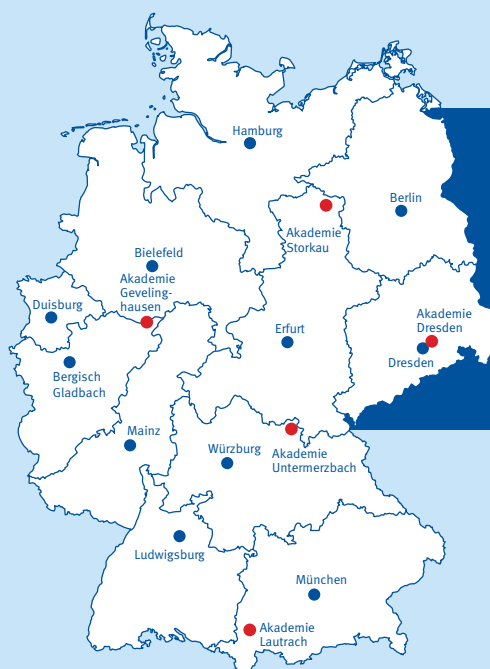 Hamburg
Berlin
Akademie
Storkau
Bielefeld
Akademie
Geveling-
hausen
Duisburg
Akademie
Dresden
Erfurt
Dresden
Bergisch
Gladbach
Mainz
Würzburg
Akademie
Untermerzbach
Ludwigsburg
München
Akademie
Lautrach